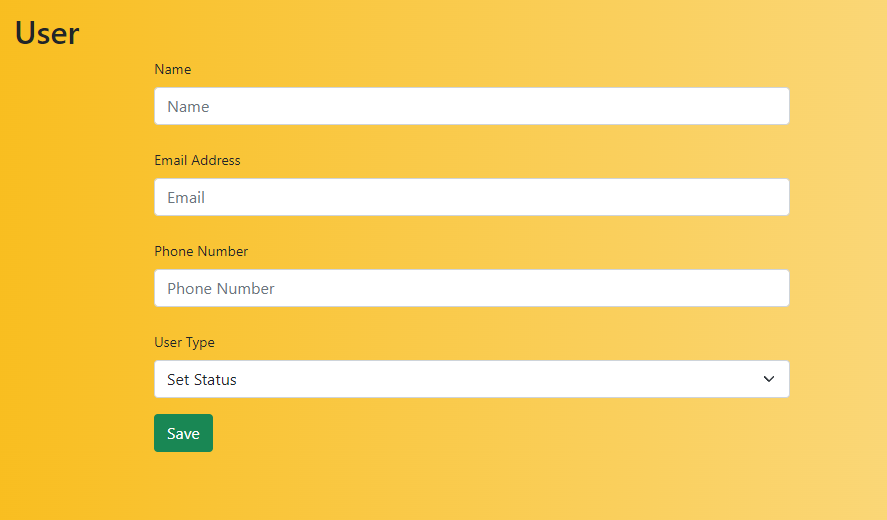 User
Name
Name
Email Address
Email
Phone Number
Phone Number
User Type
Set Status
Save